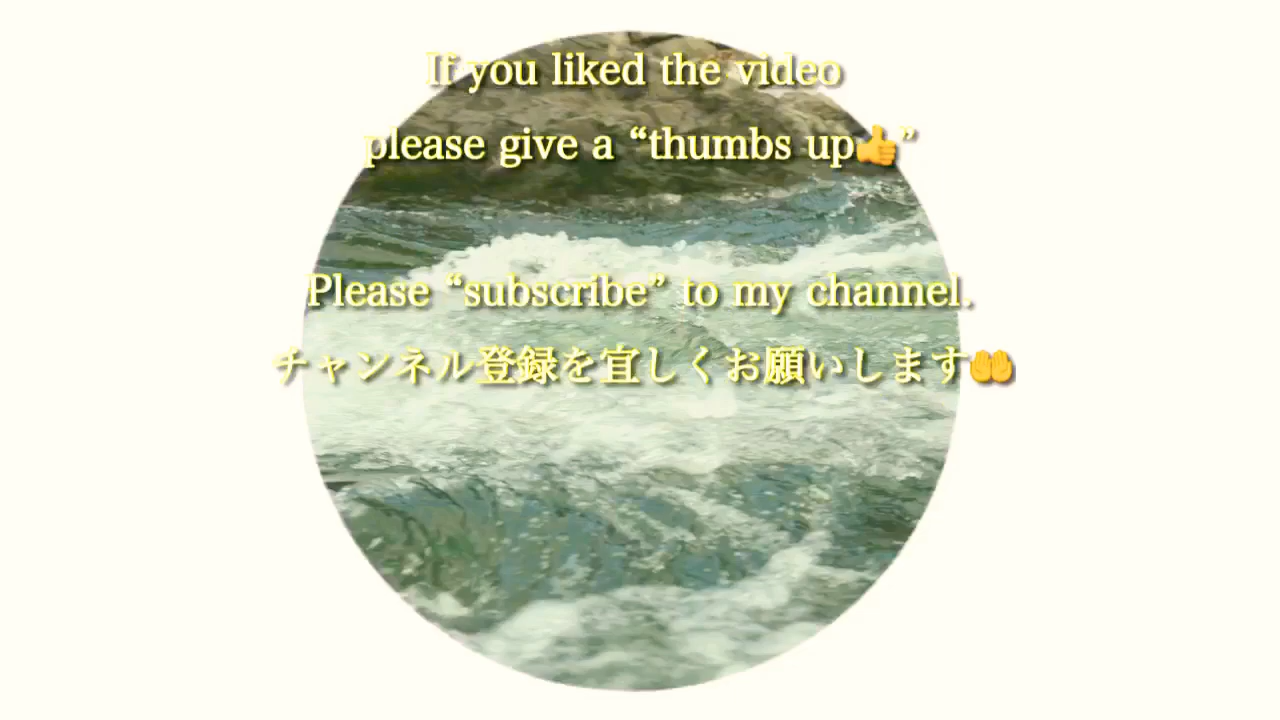 If you liked the video
please give a “thumbs up👍”
Please “subscribe” to my channel.
チャンネル登録を宜しくお願いします🤲